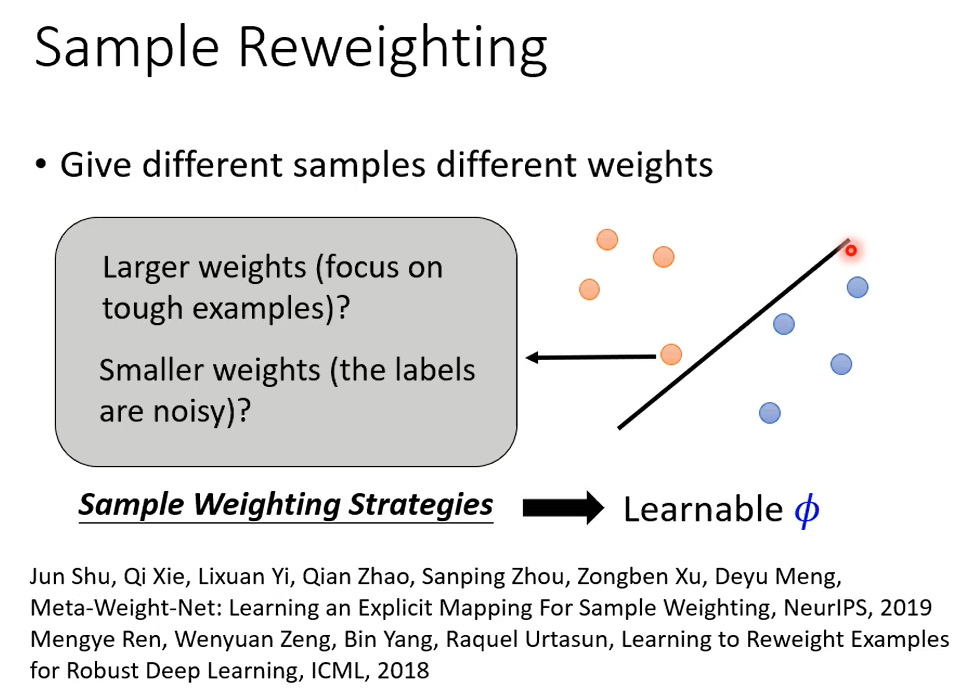 Sample Reweighting
• Give different samples different weights
Larger weights (focus on
tough examples)?
Smaller weights (the labels
are noisy)?
Sample Weighting Strategies
Learnable ϕ
Jun Shu, Qi Xie, Lixuan Yi, Qian Zhao, Sanping Zhou, Zongben Xu, Deyu Meng,
Meta-Weight-Net: Learning an Explicit Mapping For Sample Weighting, NeurIPS, 2019
Mengye Ren, Wenyuan Zeng, Bin Yang, Raquel Urtasun, Learning to Reweight Examples
for Robust Deep Learning, ICML, 2018